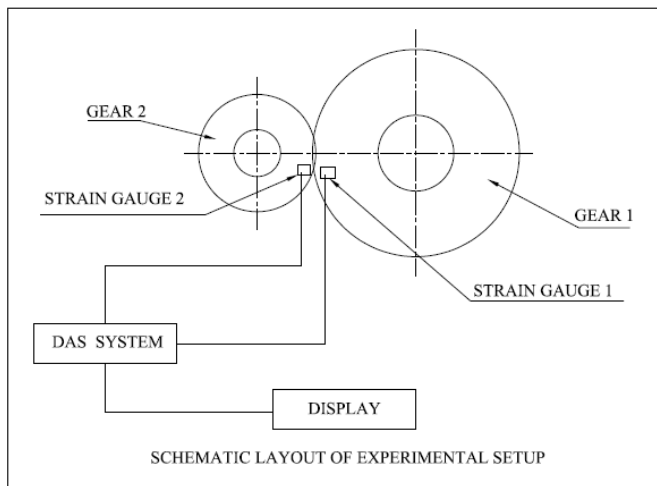 GEAR 2
STRAIN GAUGE 2
GEAR 1
STRAIN GAUGE 1
DAS SYSTEM
DISPLAY
SCHEMATIC LAYOUT OF EXPERIMENTAL SETUP